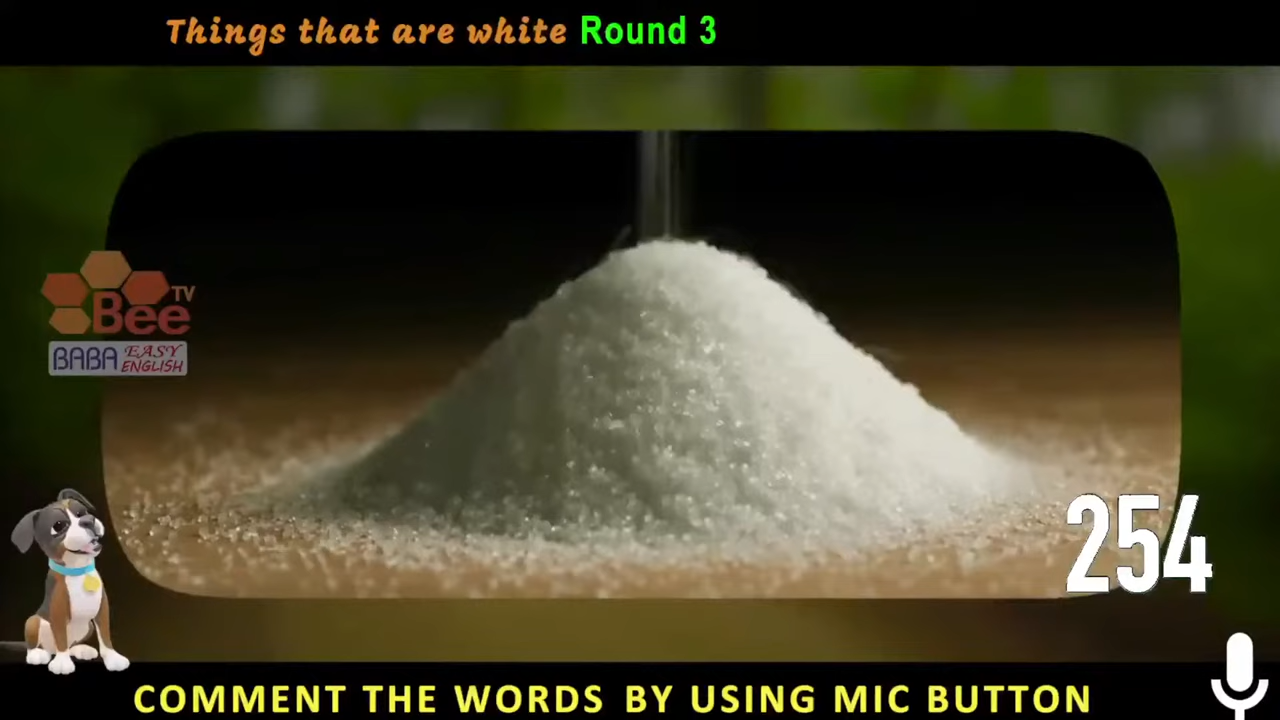 Things that are white Round 3
Bee TV
BABA EASY ENGLISH
254
COMMENT THE WORDS BY USING MIC BUTTON